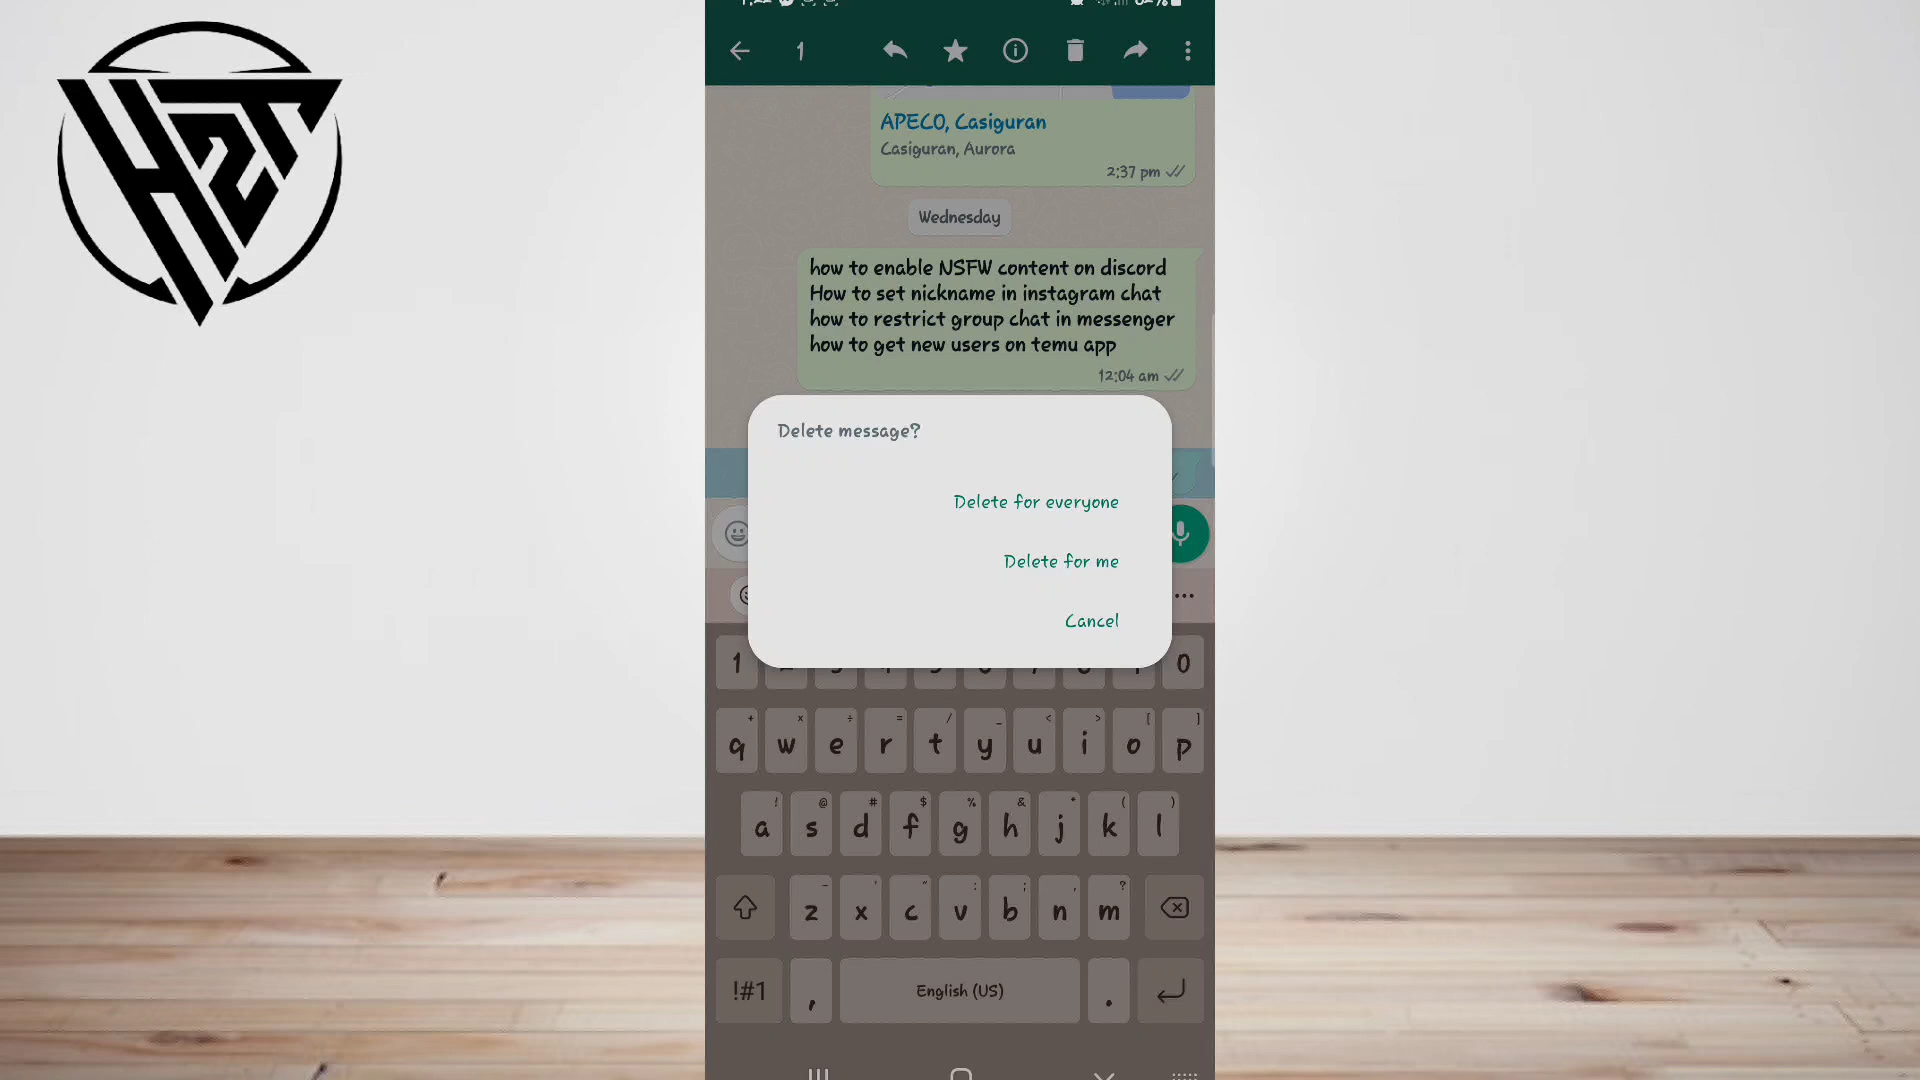 H2T
1
APECO, Casiguran
Casiguran, Aurora
2:37 pm
Wednesday
how to enable NSFW content on discord
How to set nickname in instagram chat
how to restrict group chat in messenger
how to get new users on temu app
12:04 am
Delete message?
Delete for everyone
Delete for me
Cancel
1 0
+ × ÷ = / _ < > [ ]
q w e r t y u i o p
! @ # $ % & * ( )
a s d f g h j k l
- ' " : ; , ?
z x c v b n m
!#1 , English (US) .